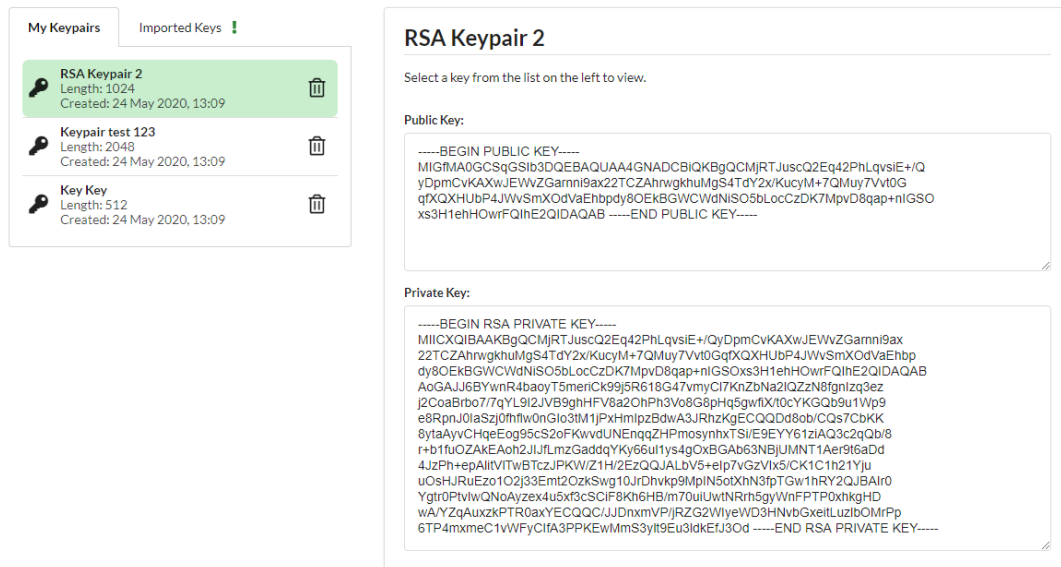 My Keypairs
Imported Keys !
RSA Keypair 2
Length: 1024
Created: 24 May 2020, 13:09
Keypair test 123
Length: 2048
Created: 24 May 2020, 13:09
Key Key
Length: 512
Created: 24 May 2020, 13:09
RSA Keypair 2
Select a key from the list on the left to view.
Public Key:
-----BEGIN PUBLIC KEY-----
MIGfMA0GCSqGSIb3DQEBAQUAA4GNADCBiQKBgQCMjRTJuscQ2Eq42PhLqvsiE+/Q
yDpmCvKAXwJEWvZGarnni9ax22TCZAhrwgkhuMgS4TdY2x/KucyM+7QMuy7Vvt0G
qfXQXHUbP4JWvSmXOdVaEhbpdy8OEkBGWCWdNiSO5bLocCzDK7MpvD8qap+nIGSO
xs3H1ehHOwrFQIhE2QIDAQAB -----END PUBLIC KEY-----
Private Key:
-----BEGIN RSA PRIVATE KEY-----
MIICXQIBAAKBgQCMjRTJuscQ2Eq42PhLqvsiE+/QyDpmCvKAXwJEWvZGarnni9ax
22TCZAhrwgkhuMgS4TdY2x/KucyM+7QMuy7Vvt0GqfXQXHUbP4JWvSmXOdVaEhbp
dy8OEkBGWCWdNiSO5bLocCzDK7MpvD8qap+nIGSOxs3H1ehHOwrFQIhE2QIDAQAB
AoGAJJ6BYwnR4baoyT5meriCk99j5R618G47vmyCl7KnZbNa2IQZzN8fgnIzq3ez
j2CoaBrbo7/7qYL9I2JVB9ghHFV8a2OhPh3Vo8G8pHq5gwfiX/t0cYKGQb9u1Wp9
e8RpnJ0IaSzj0fhfIw0nGIo3tM1jPxHmIpzBdwA3JRhzKgECQQDd8ob/CQs7CbKK
8ytaAyvCHqeEog95cS2oFKwvdUNEnqqZHPmosynhxTSi/E9EYY61ziAQ3c2qQb/8
r+b1fuOZAkEAoh2JIJfLmzGaddqYKy66uI1ys4gOxBGAb63NBjUMNT1Aer9t6aDd
4JzPh+epAIitVITwBTczJPKW/Z1H/2EzQQJALbV5+eIp7vGzVIx5/CK1C1h21Yju
uOsHJRuEzo1O2j33Emt2OzkSwg10JrDhvkp9MpIN5otXhN3fpTGw1hRY2QJBAIr0
Ygtr0PtvIwQNoAyzex4u5xf3cSCiF8Kh6HB/m70uiUwtNRrh5gyWnFPTP0xhkgHD
wA/YZqAuxzkPTR0axYECQQC/JJDnxmVP/jRZG2WIyeWD3HNvbGxeitLuzIbOMrPp
6TP4mxmeC1vWFyCIfA3PPKEwMmS3yIt9Eu3IdkEfJ3Od -----END RSA PRIVATE KEY-----